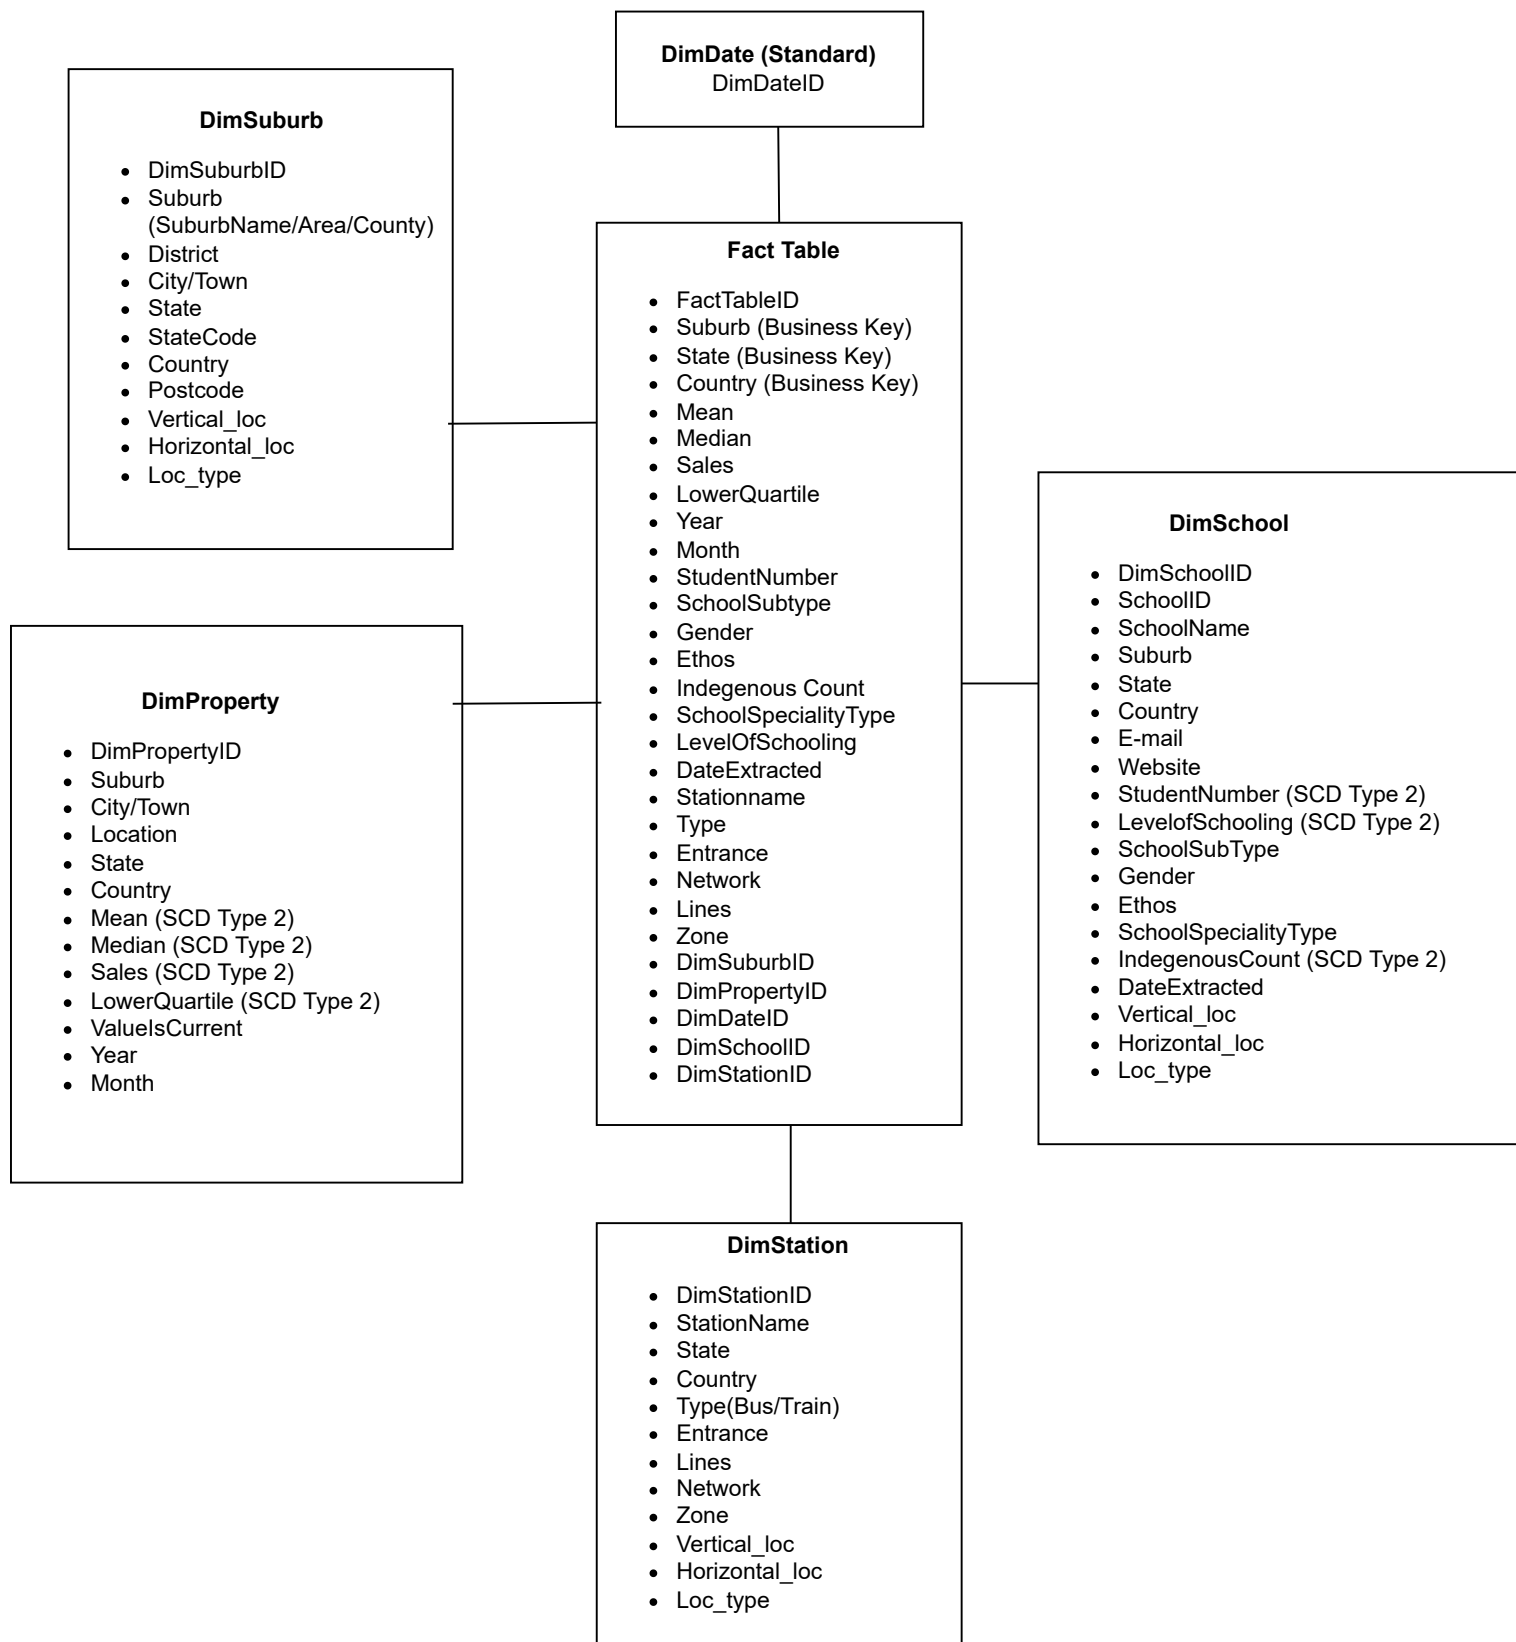 DimDate (Standard)
DimDateID
DimSuburb
DimSuburbID
Suburb
(SuburbName/Area/County)
District
City/Town
State
StateCode
Country
Postcode
Vertical_loc
Horizontal_loc
Loc_type
Fact Table
FactTableID
Suburb (Business Key)
State (Business Key)
Country (Business Key)
Mean
Median
Sales
LowerQuartile
Year
Month
StudentNumber
SchoolSubtype
Gender
Ethos
Indegenous Count
SchoolSpecialityType
LevelOfSchooling
DateExtracted
Stationname
Type
Entrance
Network
Lines
Zone
DimSuburbID
DimPropertyID
DimDateID
DimSchoolID
DimStationID
DimSchool
DimSchoolID
SchoolID
SchoolName
Suburb
State
Country
E-mail
Website
StudentNumber (SCD Type 2)
LevelofSchooling (SCD Type 2)
SchoolSubType
Gender
Ethos
SchoolSpecialityType
IndegenousCount (SCD Type 2)
DateExtracted
Vertical_loc
Horizontal_loc
Loc_type
DimProperty
DimPropertyID
Suburb
City/Town
Location
State
Country
Mean (SCD Type 2)
Median (SCD Type 2)
Sales (SCD Type 2)
LowerQuartile (SCD Type 2)
ValueIsCurrent
Year
Month
DimStation
DimStationID
StationName
State
Country
Type(Bus/Train)
Entrance
Lines
Network
Zone
Vertical_loc
Horizontal_loc
Loc_type